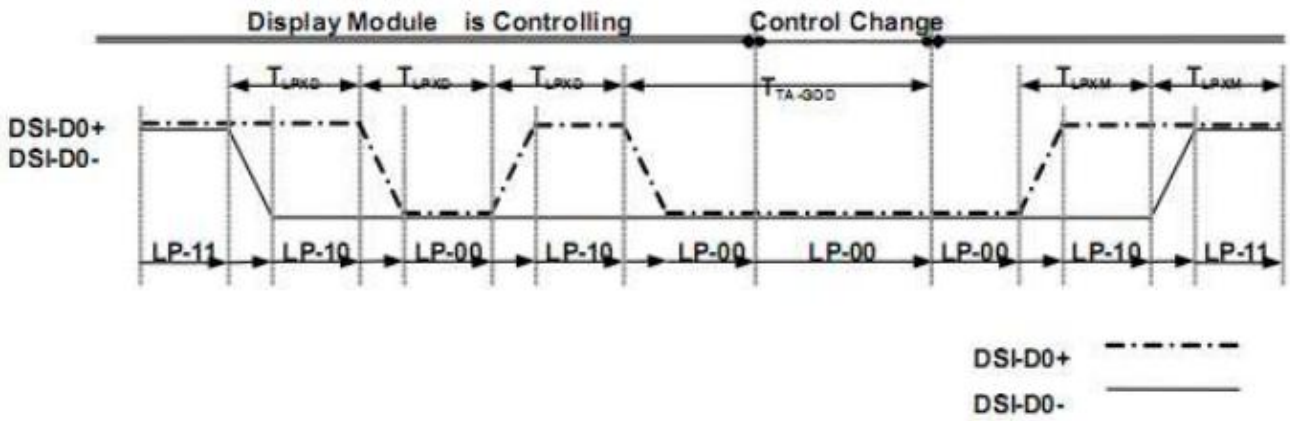 Display Module is Controlling Control Change
TLPXD TLPXD TLPXD TTA-GOD TLPXM TLPXM
DSI-D0+
DSI-D0-
LP-11 LP-10 LP-00 LP-10 LP-00 LP-00 LP-00 LP-10 LP-11
DSI-D0+
DSI-D0-